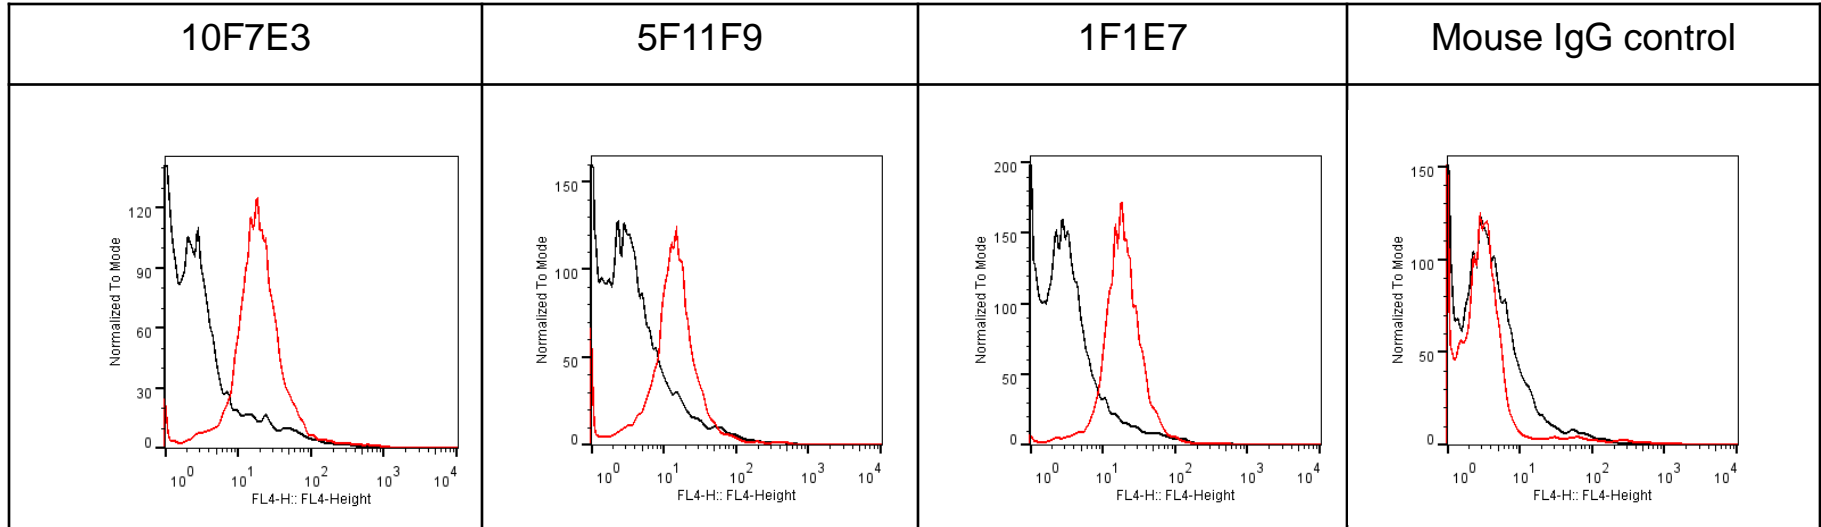 10F7E3 5F11F9 1F1E7 Mouse IgG control
Normalized To Mode
120
90
60
30
0
10^0 10^1 10^2 10^3 10^4
FL4-H:: FL4-Height
Normalized To Mode
150
100
50
0
10^0 10^1 10^2 10^3 10^4
FL4-H:: FL4-Height
Normalized To Mode
200
150
100
50
0
10^0 10^1 10^2 10^3 10^4
FL4-H:: FL4-Height
Normalized To Mode
150
100
50
0
10^0 10^1 10^2 10^3 10^4
FL4-H:: FL4-Height